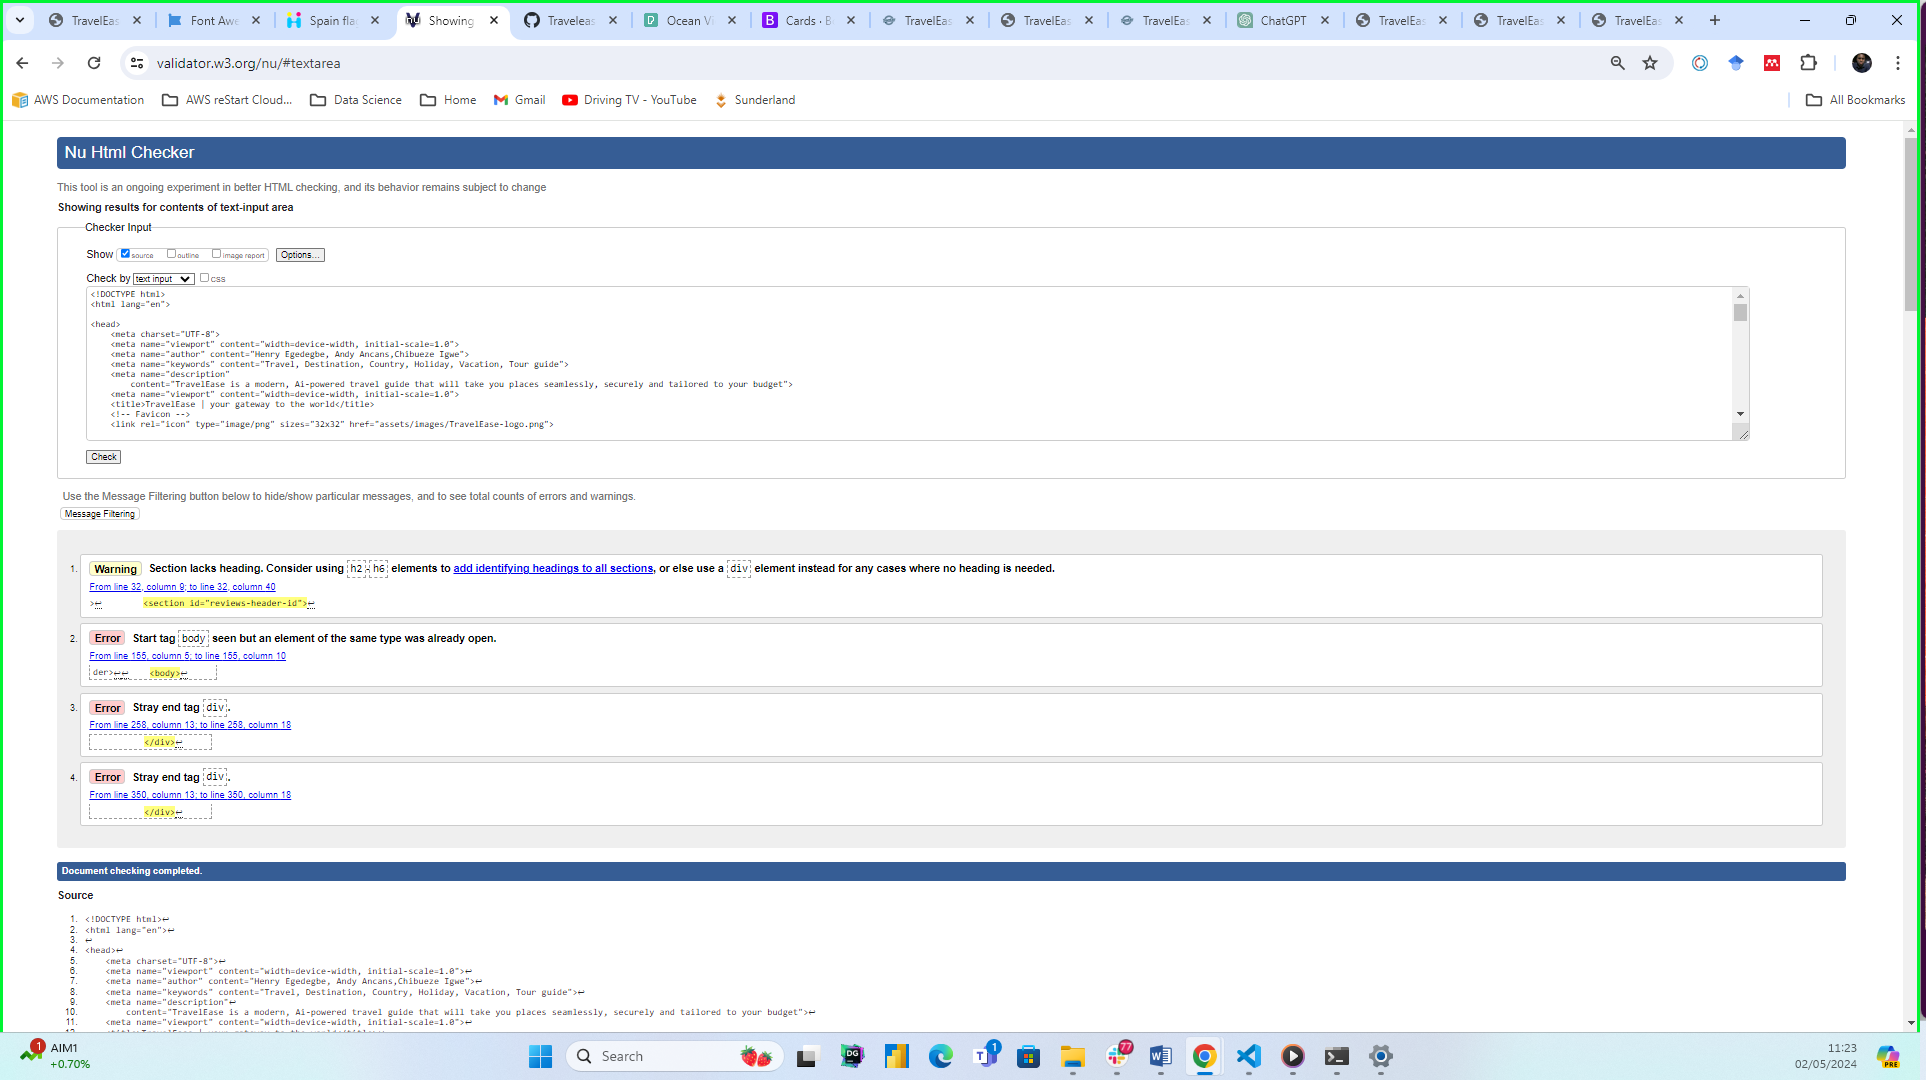 TravelEas
Font Awe
Spain fla
Showing
Traveleas
Ocean Vi
Cards · B
TravelEas
TravelEas
TravelEas
ChatGPT
TravelEas
TravelEas
TravelEas
validator.w3.org/nu/#textarea
AWS Documentation
AWS reStart Cloud...
Data Science
Home
Gmail
Driving TV - YouTube
Sunderland
All Bookmarks
Nu Html Checker
This tool is an ongoing experiment in better HTML checking, and its behavior remains subject to change
Showing results for contents of text-input area
Checker Input
Show source outline image report Options...
Check by text input css
<!DOCTYPE html>
<html lang="en">
<head>
<meta charset="UTF-8">
<meta name="viewport" content="width=device-width, initial-scale=1.0">
<meta name="author" content="Henry Egedegbe, Andy Ancans,Chibueze Igwe">
<meta name="keywords" content="Travel, Destination, Country, Holiday, Vacation, Tour guide">
<meta name="description"
content="TravelEase is a modern, Ai-powered travel guide that will take you places seamlessly, securely and tailored to your budget">
<meta name="viewport" content="width=device-width, initial-scale=1.0">
<title>TravelEase | your gateway to the world</title>
<!-- Favicon -->
<link rel="icon" type="image/png" sizes="32x32" href="assets/images/TravelEase-logo.png">
Check
Use the Message Filtering button below to hide/show particular messages, and to see total counts of errors and warnings.
Message Filtering
1. Warning Section lacks heading. Consider using h2-h6 elements to add identifying headings to all sections, or else use a div element instead for any cases where no heading is needed.
From line 32, column 9; to line 32, column 40
>↩ <section id="reviews-header-id">↩
2. Error Start tag body seen but an element of the same type was already open.
From line 155, column 5; to line 155, column 10
der>↩↩ <body>↩
3. Error Stray end tag div.
From line 258, column 13; to line 258, column 18
</div>↩
4. Error Stray end tag div.
From line 350, column 13; to line 350, column 18
</div>↩
Document checking completed.
Source
1. <!DOCTYPE html>↩
2. <html lang="en">↩
3. ↩
4. <head>↩
5. <meta charset="UTF-8">↩
6. <meta name="viewport" content="width=device-width, initial-scale=1.0">↩
7. <meta name="author" content="Henry Egedegbe, Andy Ancans,Chibueze Igwe">↩
8. <meta name="keywords" content="Travel, Destination, Country, Holiday, Vacation, Tour guide">↩
9. <meta name="description"↩
10. content="TravelEase is a modern, Ai-powered travel guide that will take you places seamlessly, securely and tailored to your budget">↩
11. <meta name="viewport" content="width=device-width, initial-scale=1.0">↩
1
AIM1
+0.70%
Search
1
77
11:23
02/05/2024
PRE